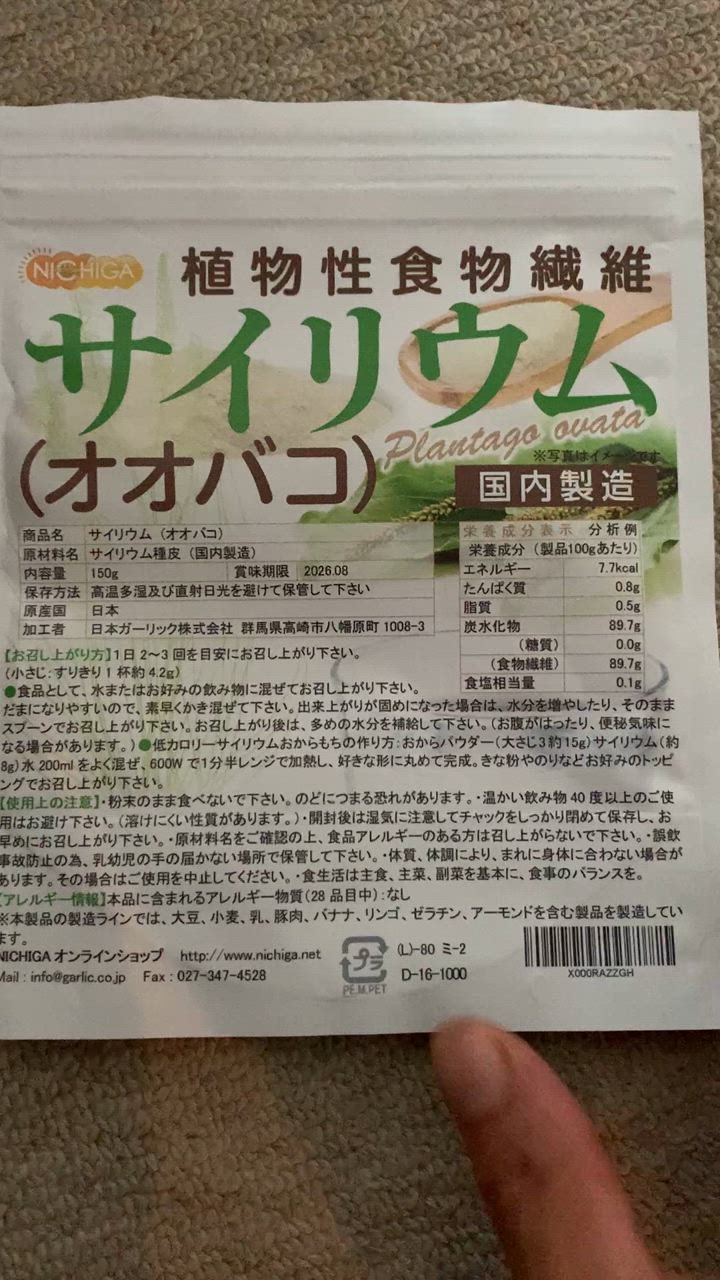 NICHIGA
植物性食物繊維
サイリウム
Plantago ovata
(オオバコ)
※写真はイメージです
国内製造
商品名 サイリウム（オオバコ）
原材料名 サイリウム種皮（国内製造）
内容量 150g 賞味期限 2026.08
保存方法 高温多湿及び直射日光を避けて保管して下さい
原産国 日本
加工者 日本ガーリック株式会社 群馬県高崎市八幡原町 1008-3
栄養成分表示 分析例
栄養成分（製品100gあたり）
エネルギー 7.7kcal
たんぱく質 0.8g
脂質 0.5g
炭水化物 89.7g
（糖質） 0.0g
（食物繊維） 89.7g
食塩相当量 0.1g
【お召し上がり方】1日 2～3 回を目安にお召し上がり下さい。
（小さじ：すりきり 1 杯約 4.2g）
●食品として、水またはお好みの飲み物に混ぜてお召し上がり下さい。
だまになりやすいので、素早くかき混ぜて下さい。出来上がりが固めになった場合は、水分を増やしたり、そのまま
スプーンでお召し上がり下さい。お召し上がり後は、多めの水分を補給して下さい。（お腹がはったり、便秘気味に
なる場合があります。）●低カロリーサイリウムおからもちの作り方：おからパウダー（大さじ3 約15g）サイリウム（約
8g）水 200ml をよく混ぜ、600W で1分半レンジで加熱し、好きな形に丸めて完成。きな粉やのりなどお好みのトッピ
ングでお召し上がり下さい。
【使用上の注意】・粉末のまま食べないで下さい。のどにつまる恐れがあります。・温かい飲み物 40 度以上のご使
用はお避け下さい。（溶けにくい性質があります。）・開封後は湿気に注意してチャックをしっかり閉めて保存し、お
早めにお召し上がり下さい。・原材料名をご確認の上、食品アレルギーのある方は召し上がらないで下さい。・誤飲
事故防止の為、乳幼児の手の届かない場所で保管して下さい。・体質、体調により、まれに身体に合わない場合が
あります。その場合はご使用を中止してください。・食生活は主食、主菜、副菜を基本に、食事のバランスを。
【アレルギー情報】本品に含まれるアレルギー物質（28 品目中）：なし
※本製品の製造ラインでは、大豆、小麦、乳、豚肉、バナナ、リンゴ、ゼラチン、アーモンドを含む製品を製造してい
ます。
NICHIGA オンラインショップ http://www.nichiga.net
Mail : info@garlic.co.jp Fax : 027-347-4528
プラ
PE,M,PET
(L)-80 ミ-2
D-16-1000
X000RAZZGH